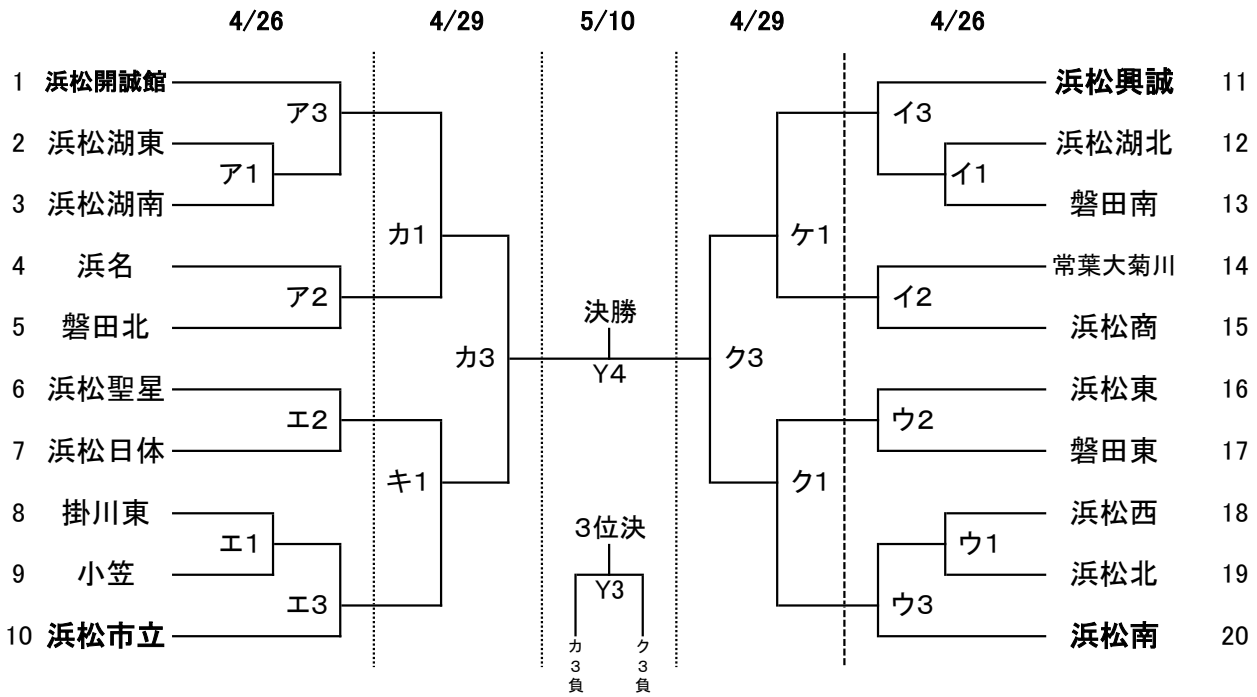 4/26 4/29 5/10 4/29 4/26
1 浜松開誠館 浜松興誠 11
ア3 イ3
2 浜松湖東 浜松湖北 12
ア1 イ1
3 浜松湖南 磐田南 13
カ1 ケ1
4 浜名 常葉大菊川 14
ア2 イ2
決勝
5 磐田北 浜松商 15
カ3 ク3
Y4
6 浜松聖星 浜松東 16
エ2 ウ2
7 浜松日体 磐田東 17
キ1 ク1
8 掛川東 浜松西 18
3位決
エ1 ウ1
9 小笠 浜松北 19
Y3
エ3 ウ3
10 浜松市立 浜松南 20
カ3負 ク3負